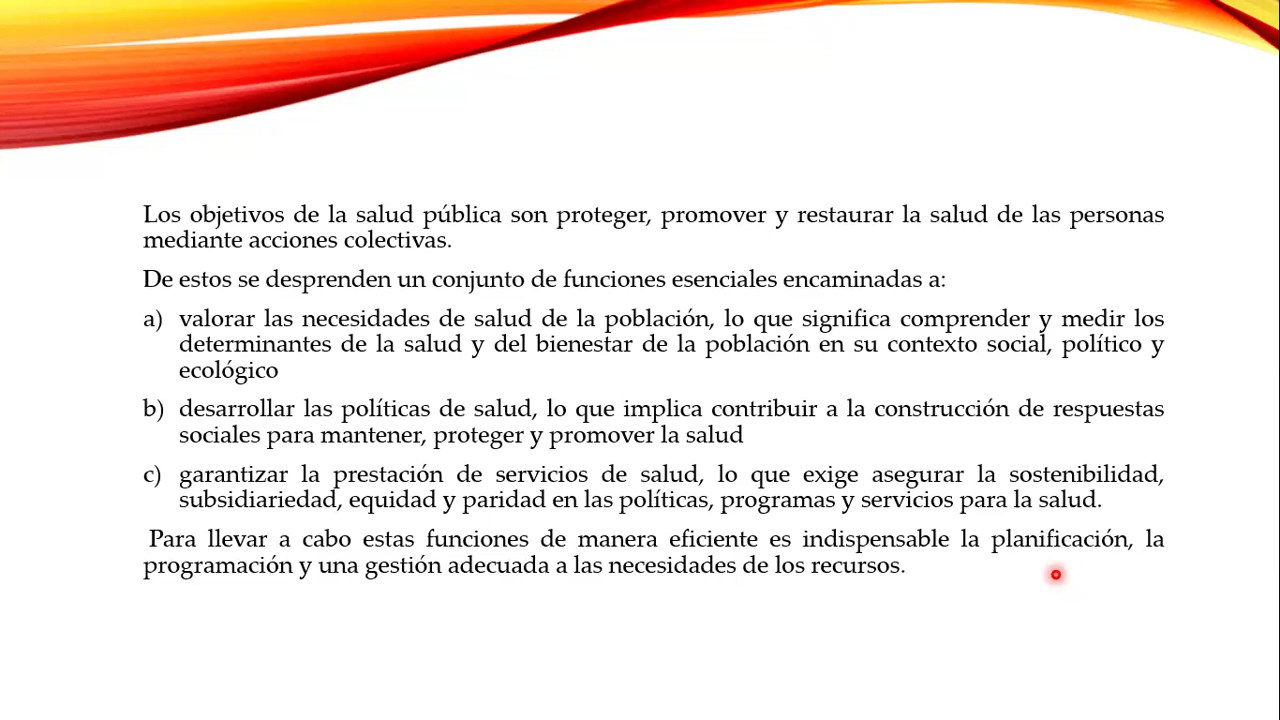 Los objetivos de la salud pública son proteger, promover y restaurar la salud de las personas
mediante acciones colectivas.
De estos se desprenden un conjunto de funciones esenciales encaminadas a:
a) valorar las necesidades de salud de la población, lo que significa comprender y medir los
determinantes de la salud y del bienestar de la población en su contexto social, político y
ecológico
b) desarrollar las políticas de salud, lo que implica contribuir a la construcción de respuestas
sociales para mantener, proteger y promover la salud
c) garantizar la prestación de servicios de salud, lo que exige asegurar la sostenibilidad,
subsidiariedad, equidad y paridad en las políticas, programas y servicios para la salud.
Para llevar a cabo estas funciones de manera eficiente es indispensable la planificación, la
programación y una gestión adecuada a las necesidades de los recursos.